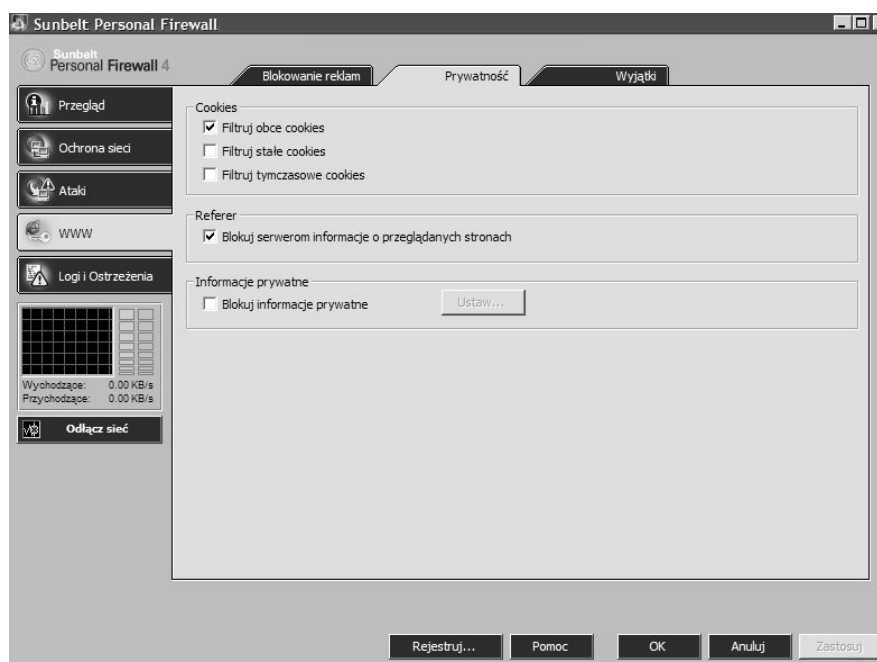 Sunbelt Personal Firewall
Sunbelt
Personal Firewall 4
Blokowanie reklam
Prywatność
Wyjątki
Przegląd
Ochrona sieci
Ataki
WWW
Logi i Ostrzeżenia
Wychodzące: 0.00 KB/s
Przychodzące: 0.00 KB/s
Odłącz sieć
Cookies
Filtruj obce cookies
Filtruj stałe cookies
Filtruj tymczasowe cookies
Referer
Blokuj serwerom informacje o przeglądanych stronach
Informacje prywatne
Blokuj informacje prywatne
Ustaw...
Rejestruj...
Pomoc
OK
Anuluj
Zastosuj